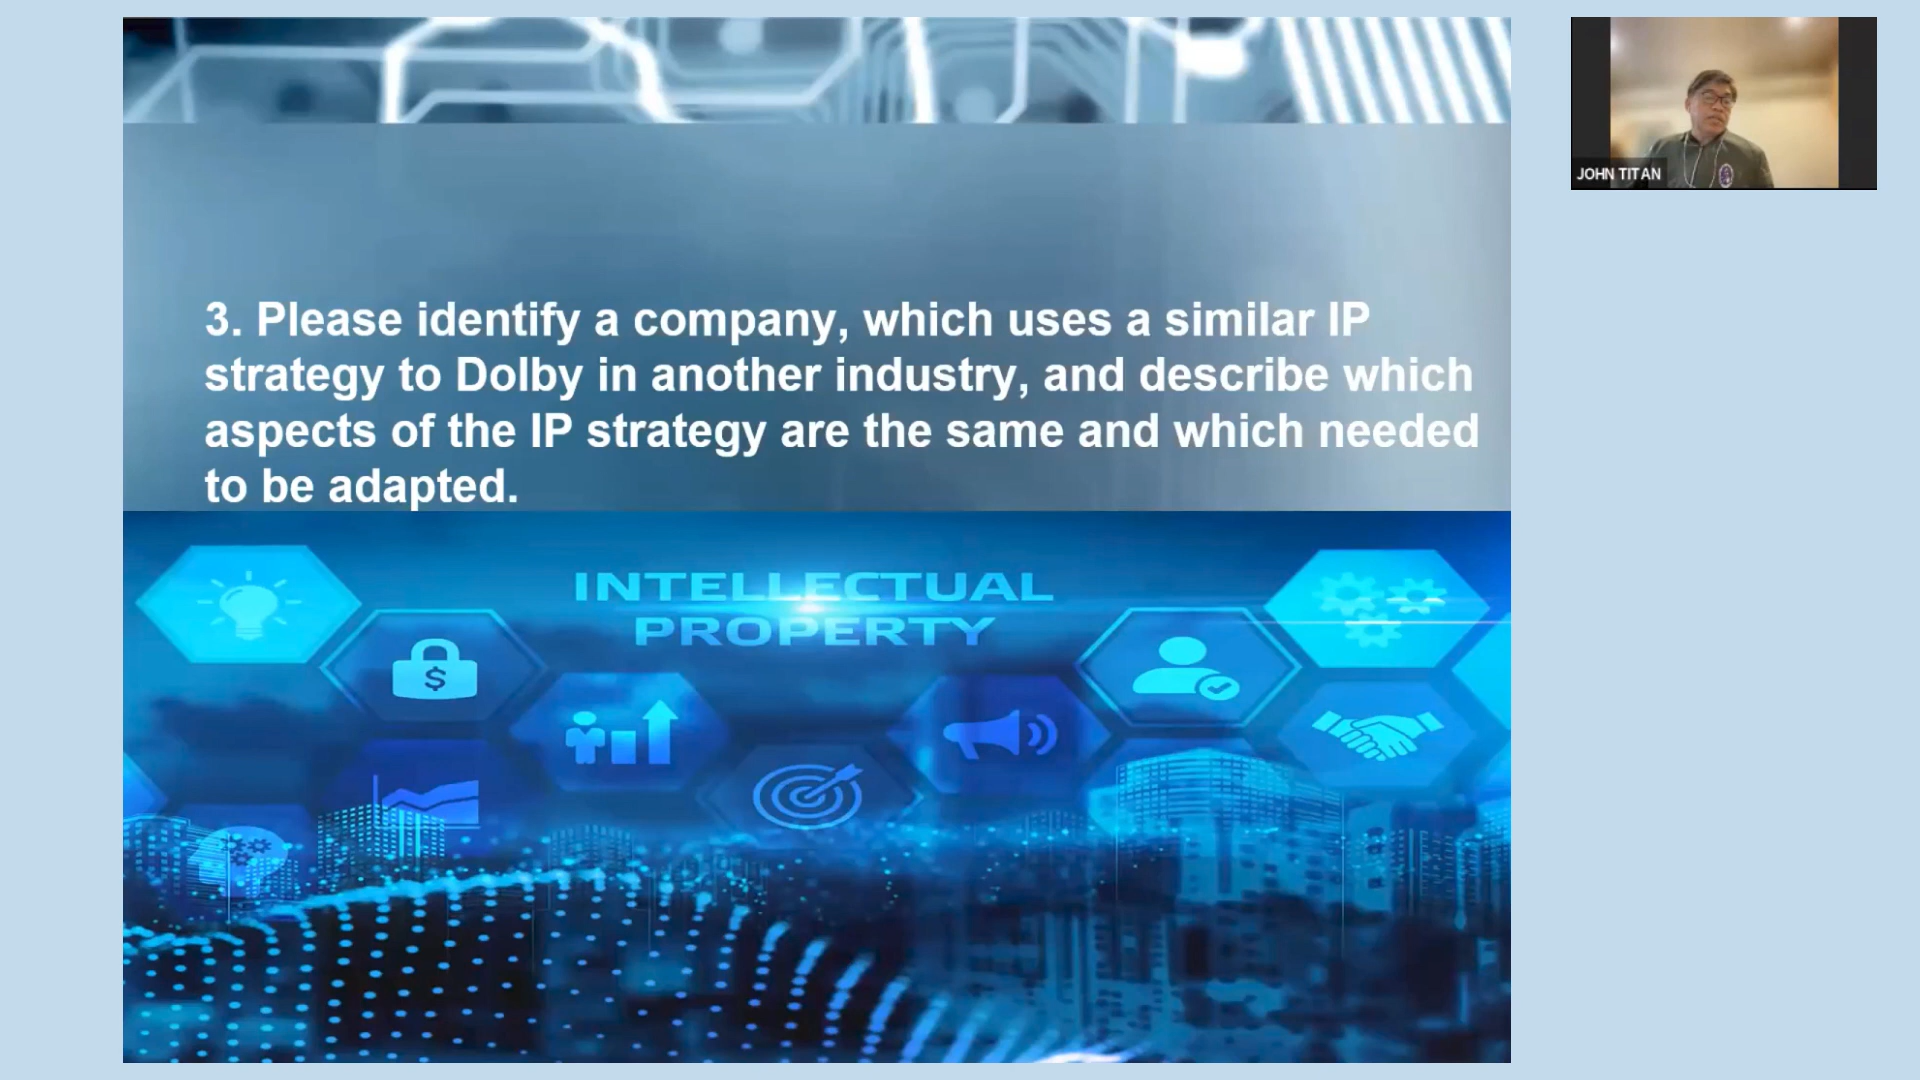 3. Please identify a company, which uses a similar IP
strategy to Dolby in another industry, and describe which
aspects of the IP strategy are the same and which needed
to be adapted.
INTELLECTUAL
PROPERTY
$
JOHN TITAN